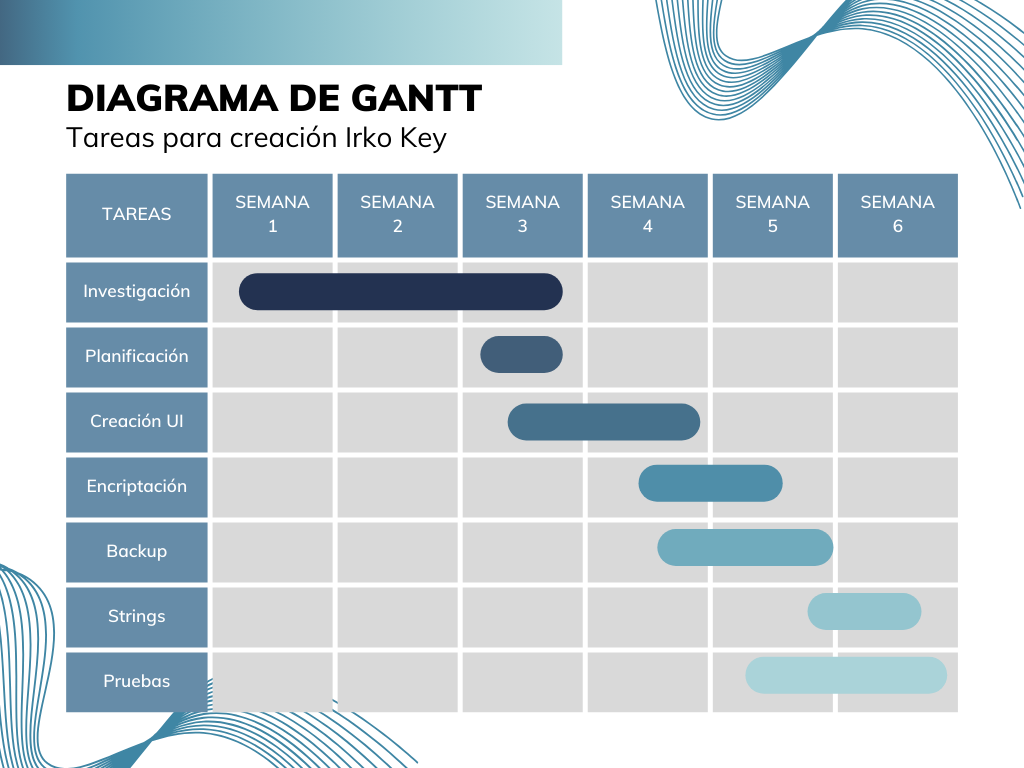 DIAGRAMA DE GANTT
Tareas para creación Irko Key
TAREAS
SEMANA
1
SEMANA
2
SEMANA
3
SEMANA
4
SEMANA
5
SEMANA
6
Investigación
Planificación
Creación UI
Encriptación
Backup
Strings
Pruebas